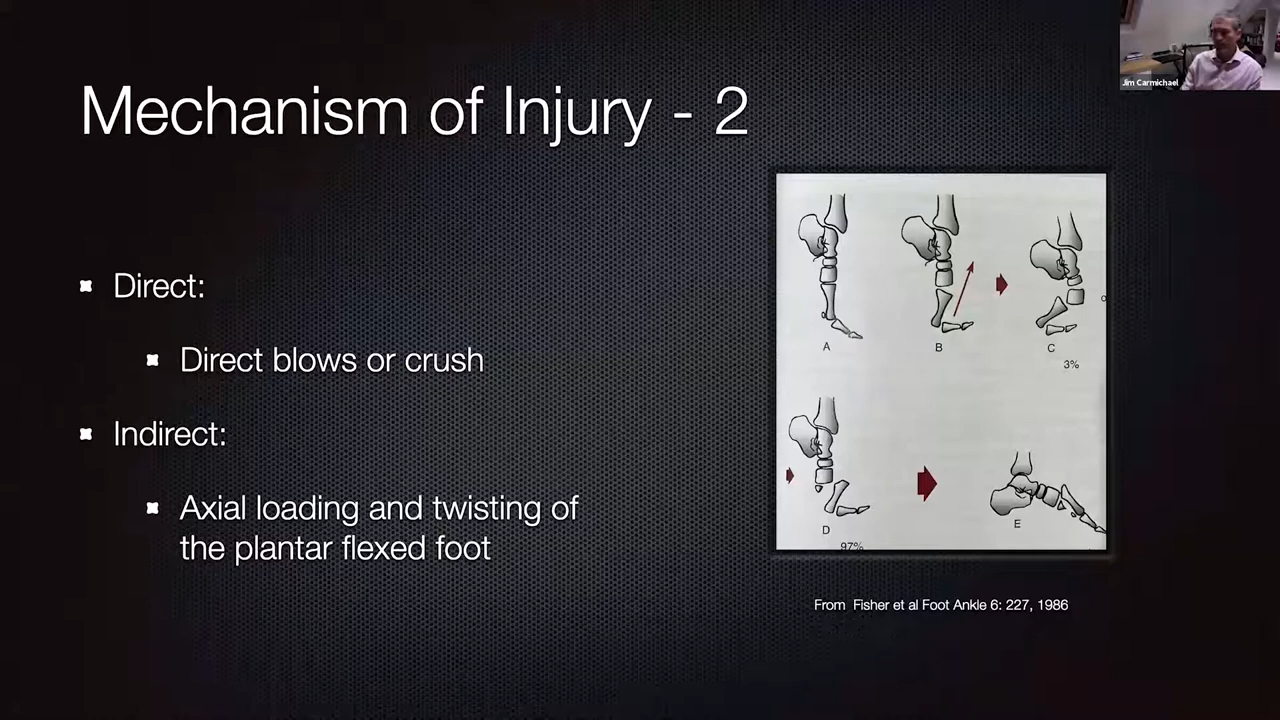 Jim Carmichael
Mechanism of Injury - 2
Direct:
Direct blows or crush
Indirect:
Axial loading and twisting of
the plantar flexed foot
A
B
C
3%
D
97%
E
From Fisher et al Foot Ankle 6: 227, 1986